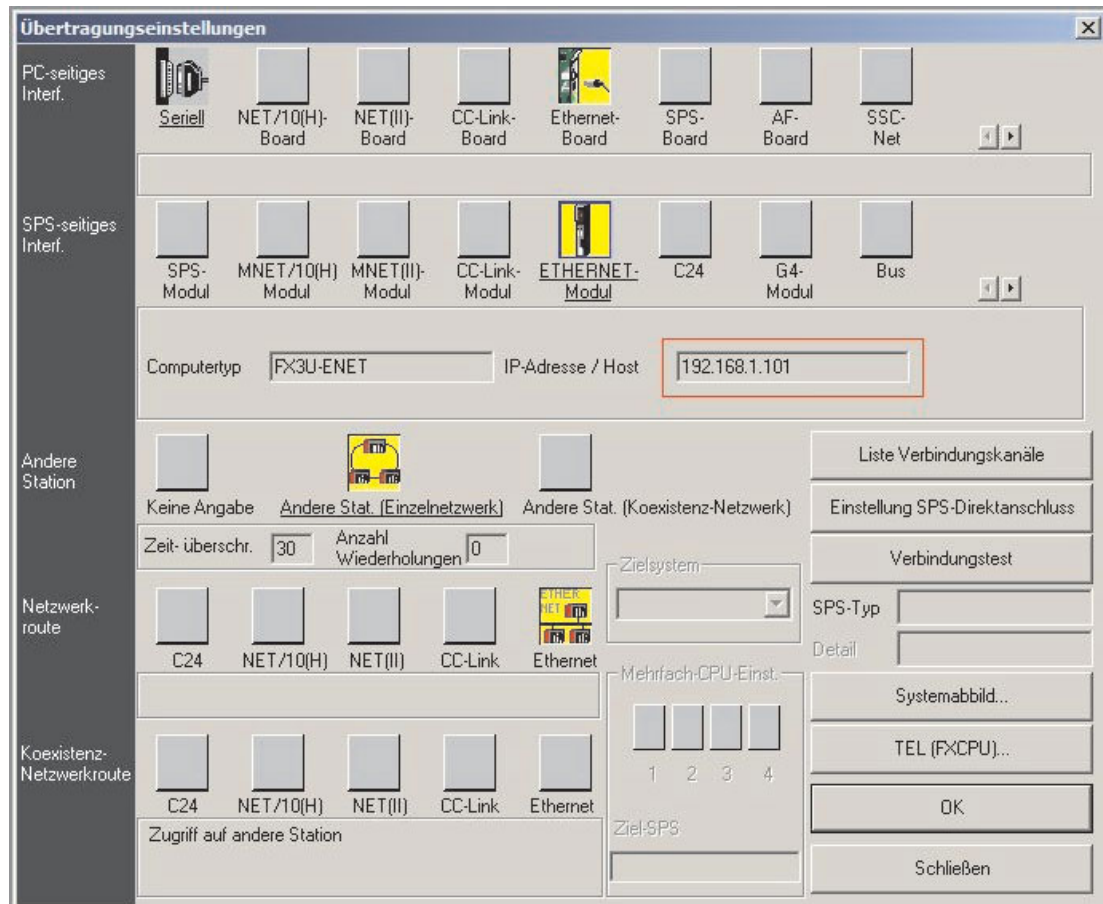 Übertragungseinstellungen
PC-seitiges
Interf.
Seriell
NET/10(H)-
Board
NET(II)-
Board
CC-Link-
Board
Ethernet-
Board
SPS-
Board
AF-
Board
SSC-
Net
SPS-seitiges
Interf.
SPS-
Modul
MNET/10(H)
Modul
MNET(II)-
Modul
CC-Link-
Modul
ETHERNET-
Modul
C24
G4-
Modul
Bus
Computertyp
FX3U-ENET
IP-Adresse / Host
192.168.1.101
Andere
Station
Keine Angabe
Andere Stat. (Einzelnetzwerk)
Andere Stat. (Koexistenz-Netzwerk)
Zeit- überschr.
30
Anzahl
Wiederholungen
0
Liste Verbindungskanäle
Einstellung SPS-Direktanschluss
Verbindungstest
Zielsystem
SPS-Typ
Detail
Netzwerk-
route
C24
NET/10(H)
NET(II)
CC-Link
ETHER
NET
Ethernet
Mehrfach-CPU-Einst.
1 2 3 4
Ziel-SPS
Systemabbild...
TEL (FXCPU)...
Koexistenz-
Netzwerkroute
C24
NET/10(H)
NET(II)
CC-Link
Ethernet
Zugriff auf andere Station
OK
Schließen